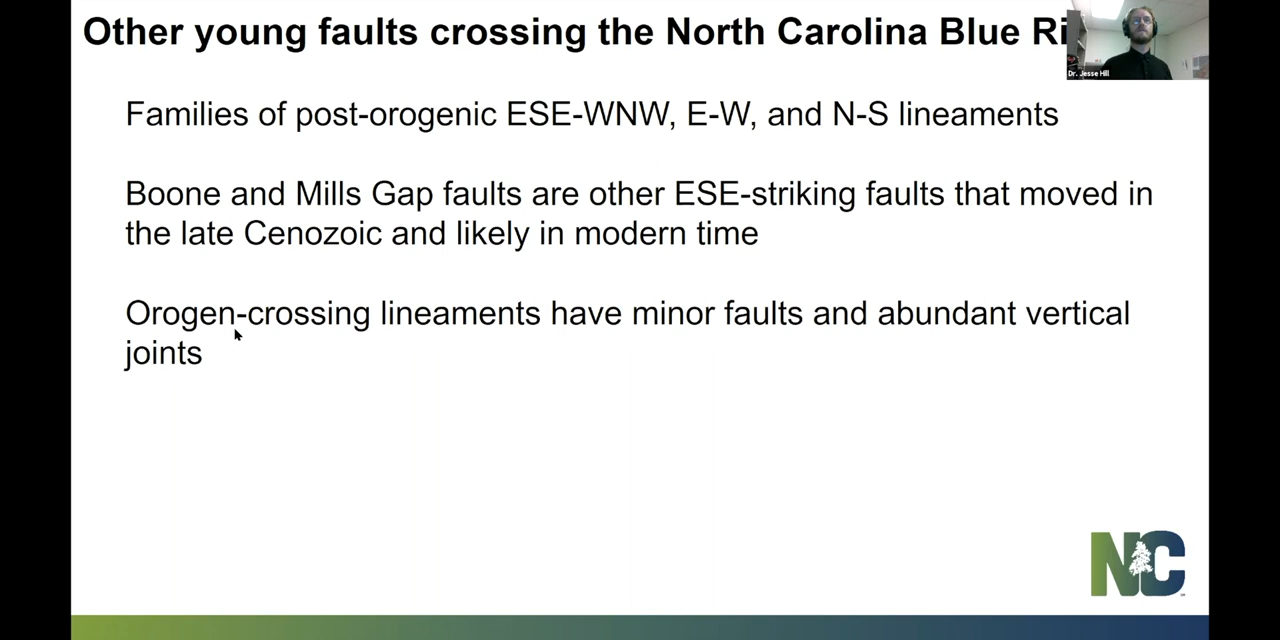 Other young faults crossing the North Carolina Blue Ri
Dr. Jesse Hill
Families of post-orogenic ESE-WNW, E-W, and N-S lineaments
Boone and Mills Gap faults are other ESE-striking faults that moved in
the late Cenozoic and likely in modern time
Orogen-crossing lineaments have minor faults and abundant vertical
joints
NC